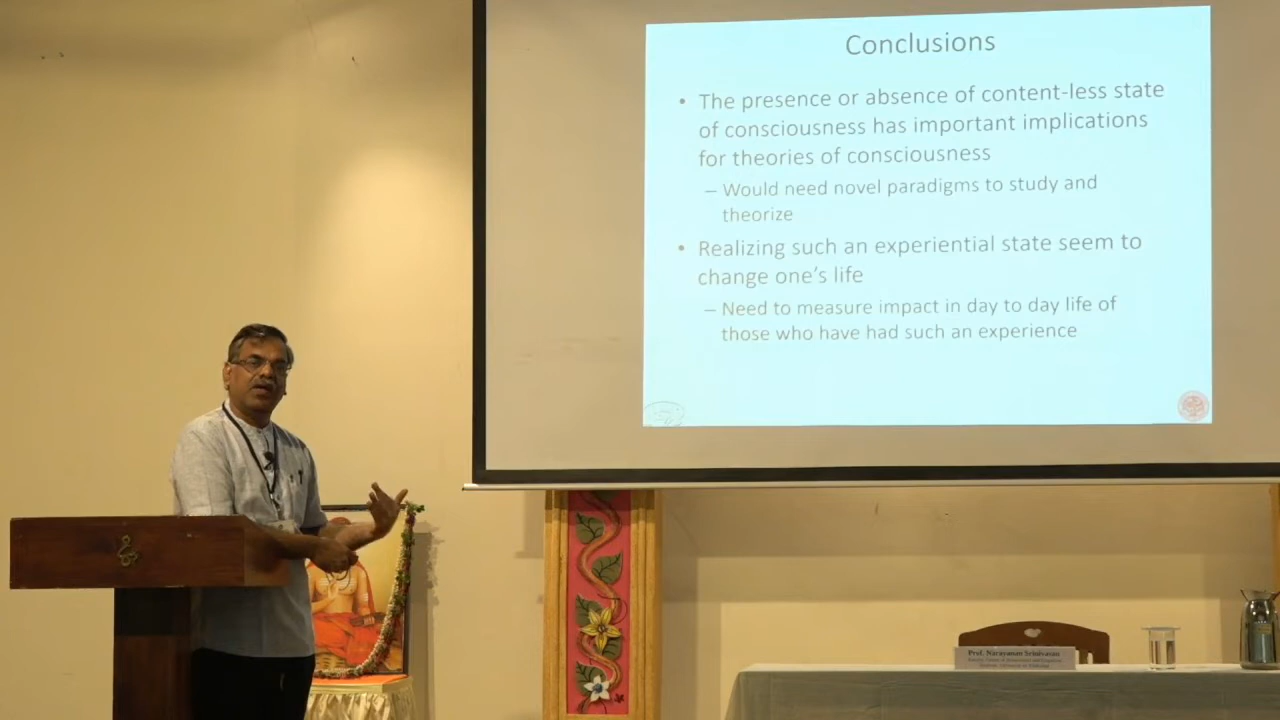 Conclusions
• The presence or absence of content-less state
of consciousness has important implications
for theories of consciousness
– Would need novel paradigms to study and
theorize
• Realizing such an experiential state seem to
change one's life
– Need to measure impact in day to day life of
those who have had such an experience
Prof. Narayanan Srinivasan